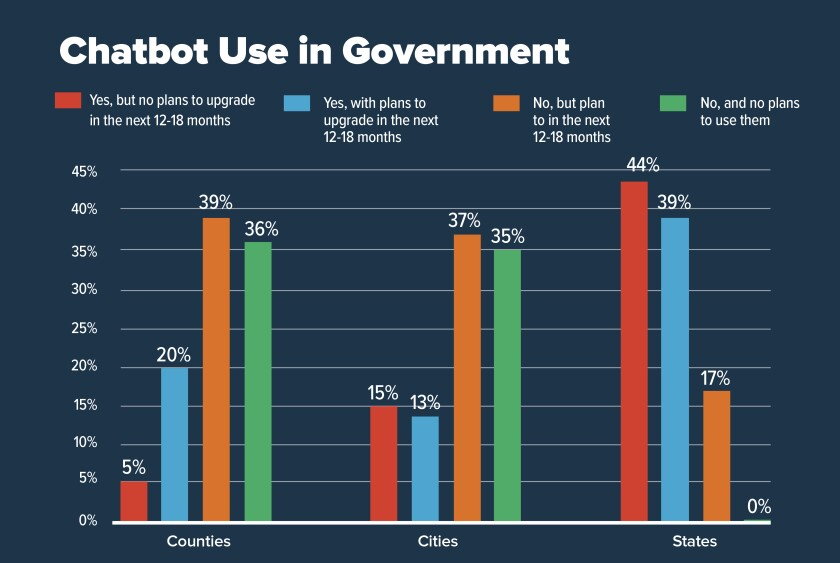 Chatbot Use in Government
Yes, but no plans to upgrade
in the next 12-18 months
Yes, with plans to
upgrade in the next
12-18 months
No, but plan
to in the next
12-18 months
No, and no plans
to use them
45%
40%
35%
30%
25%
20%
15%
10%
5%
0%
5%
20%
39%
36%
15%
13%
37%
35%
44%
39%
17%
0%
Counties
Cities
States